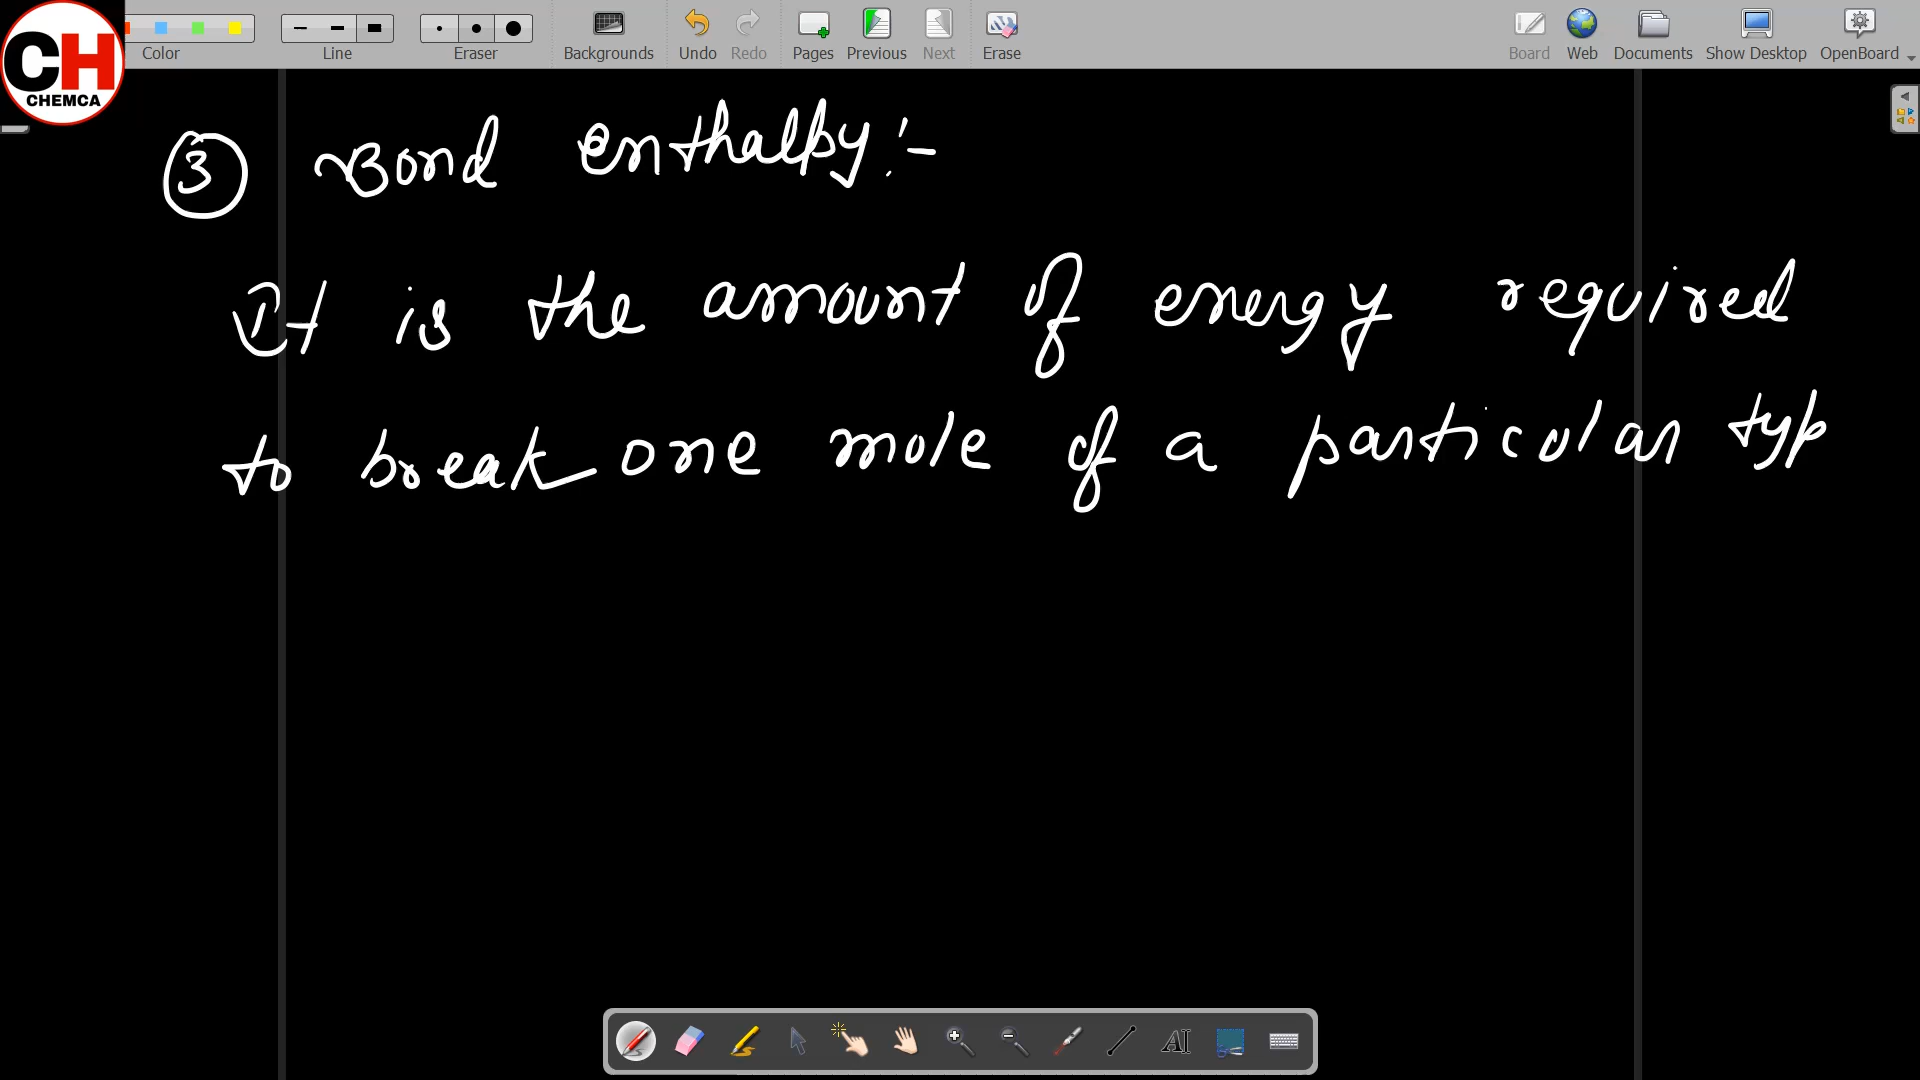 CH
CHEMCA
Color
Line
Eraser
Backgrounds
Undo
Redo
Pages
Previous
Next
Erase
Board
Web
Documents
Show Desktop
OpenBoard
③ Bond enthalpy:-
It is the amount of energy required
to break one mole of a particular typ
AI